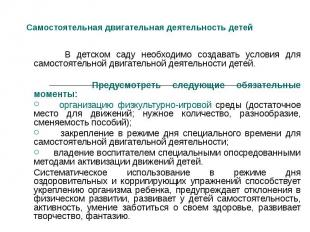 Самостоятельная двигательная деятельность детей
В детском саду необходимо создавать условия для
самостоятельной двигательной деятельности детей.
Предусмотреть следующие обязательные
моменты:
организацию физкультурно-игровой среды (достаточное
место для движений; нужное количество, разнообразие,
сменяемость пособий);
закрепление в режиме дня специального времени для
самостоятельной двигательной деятельности;
владение воспитателем специальными опосредованными
методами активизации движений детей.
Систематическое использование в режиме дня
оздоровительных и корригирующих упражнений способствует
укреплению организма ребенка, предупреждает отклонения в
физическом развитии, развивает у детей самостоятельность,
активность, умение заботиться о своем здоровье, развивает
творчество, фантазию.